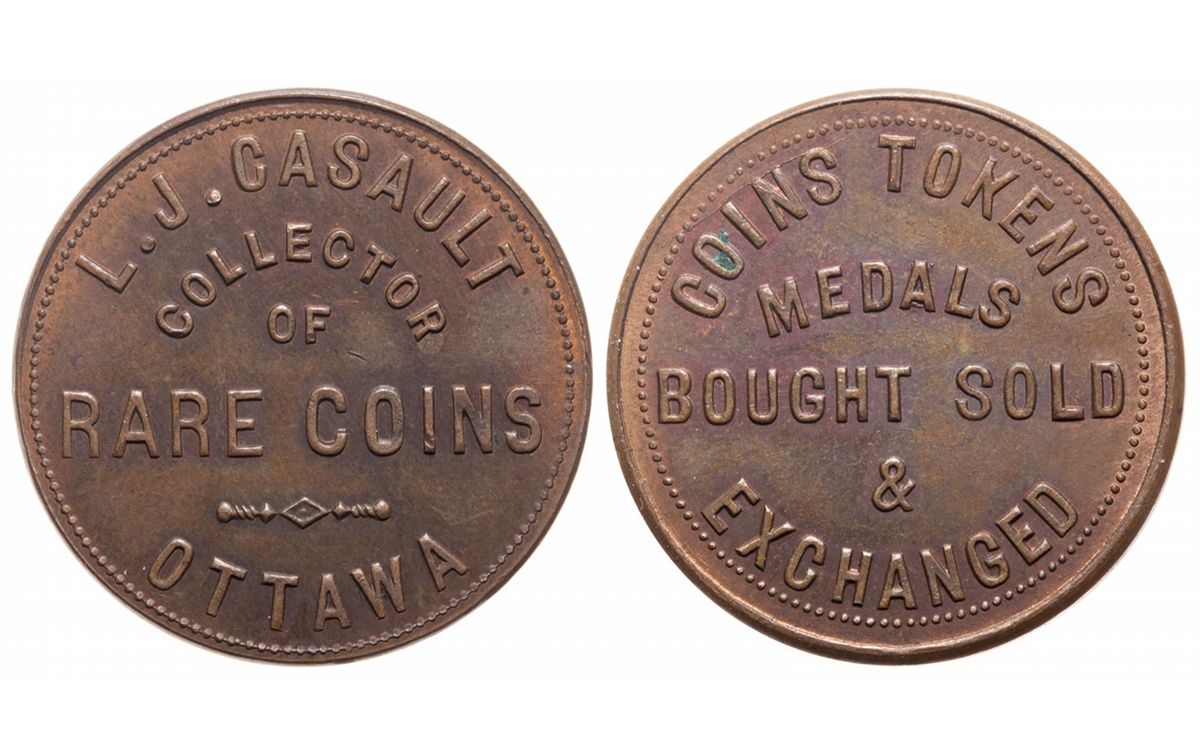 L.J. CASAULT
COLLECTOR
OF
RARE COINS
OTTAWA
COINS TOKENS
MEDALS
BOUGHT SOLD
&
EXCHANGED